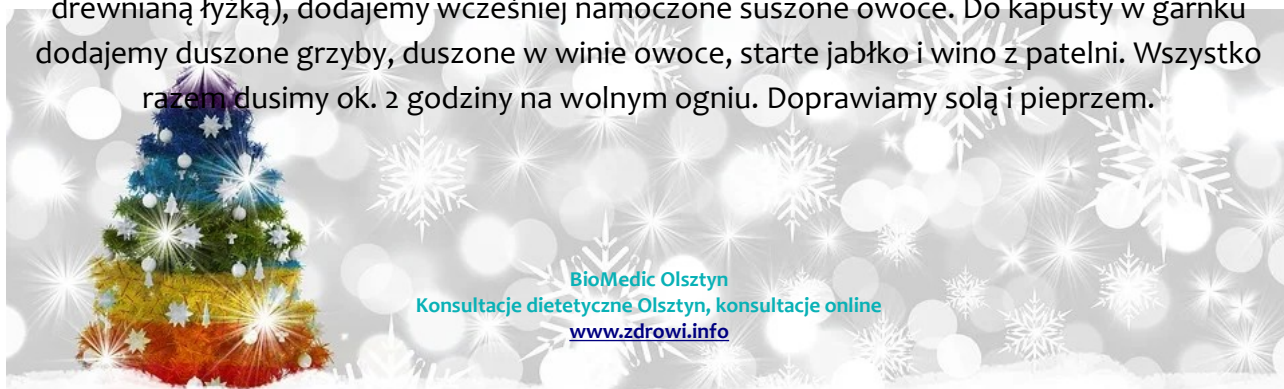 drewnianą łyżką), dodajemy wcześniej namoczone suszone owoce. Do kapusty w garnku
dodajemy duszone grzyby, duszone w winie owoce, starte jabłko i wino z patelni. Wszystko
razem dusimy ok. 2 godziny na wolnym ogniu. Doprawiamy solą i pieprzem.
BioMedic Olsztyn
Konsultacje dietetyczne Olsztyn, konsultacje online
www.zdrowi.info